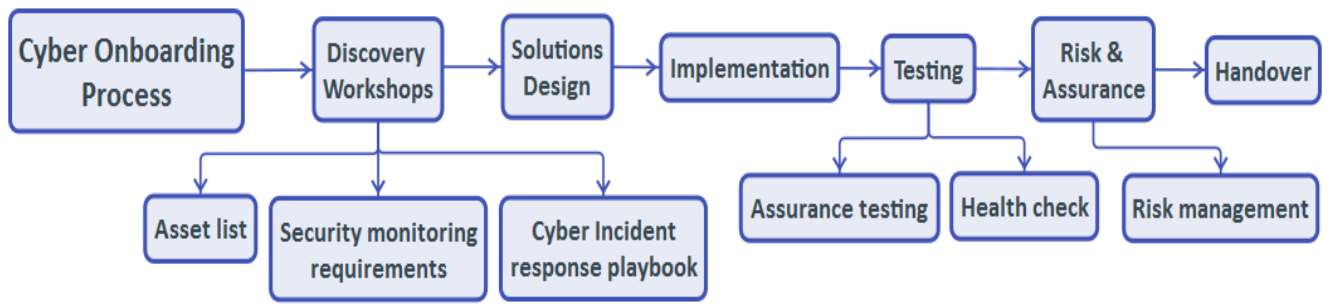 Cyber Onboarding
Process
Discovery
Workshops
Solutions
Design
Implementation
Testing
Risk &
Assurance
Handover
Asset list
Security monitoring
requirements
Cyber Incident
response playbook
Assurance testing
Health check
Risk management